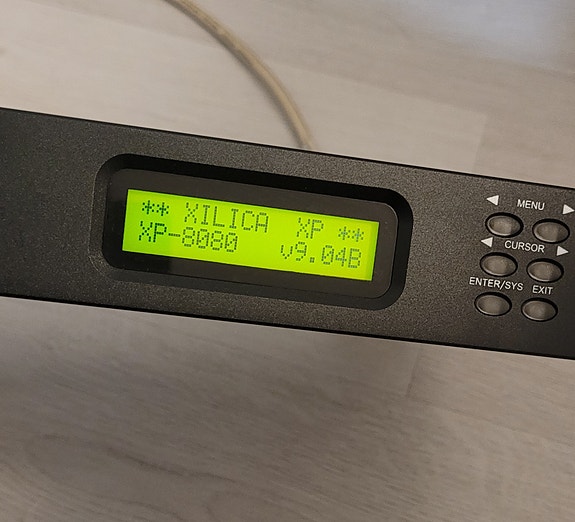 ** XILICA XP **
XP-8080 v9.04B
◀ MENU ▶
◀ CURSOR ▶
ENTER/SYS EXIT